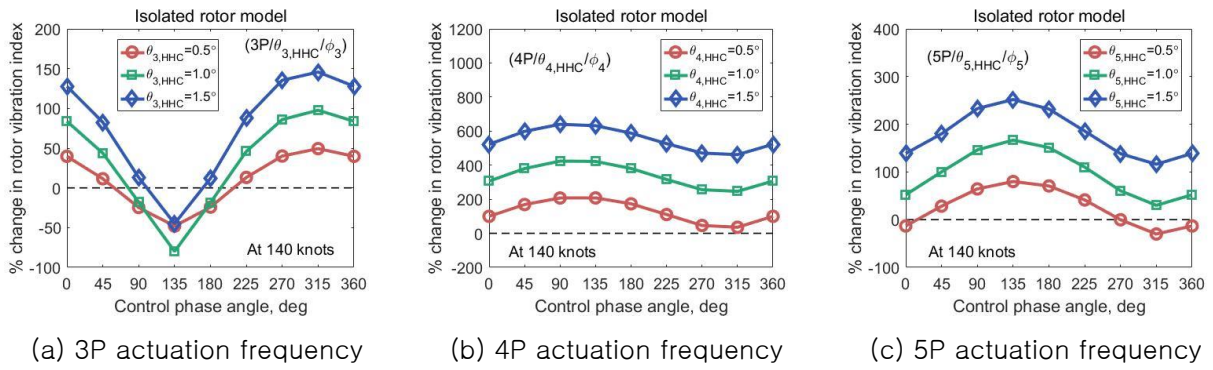 Isolated rotor model
% change in rotor vibration index
200
150
100
50
0
-50
-100
θ3,HHC=0.5°
θ3,HHC=1.0°
θ3,HHC=1.5°
(3P/θ3,HHC/ϕ3)
At 140 knots
0 45 90 135 180 225 270 315 360
Control phase angle, deg
(a) 3P actuation frequency
Isolated rotor model
% change in rotor vibration index
1200
1000
800
600
400
200
0
-200
(4P/θ4,HHC/ϕ4)
θ4,HHC=0.5°
θ4,HHC=1.0°
θ4,HHC=1.5°
At 140 knots
0 45 90 135 180 225 270 315 360
Control phase angle, deg
(b) 4P actuation frequency
Isolated rotor model
% change in rotor vibration index
400
300
200
100
0
-100
(5P/θ5,HHC/ϕ5)
θ5,HHC=0.5°
θ5,HHC=1.0°
θ5,HHC=1.5°
At 140 knots
0 45 90 135 180 225 270 315 360
Control phase angle, deg
(c) 5P actuation frequency